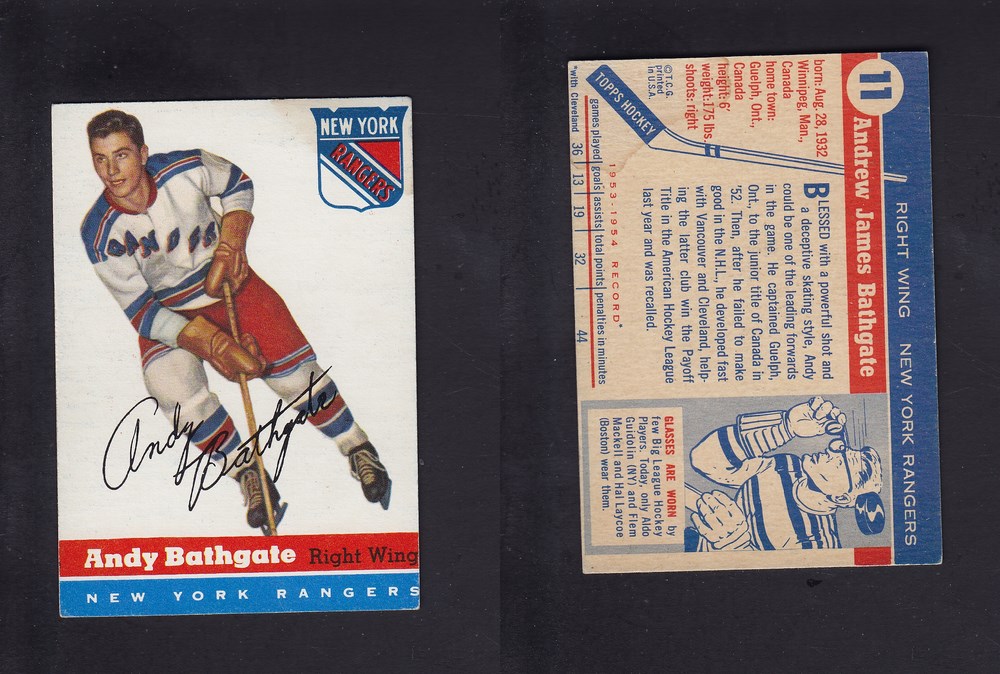 NEW YORK
RANGERS
RANGERS
Andy
Bathgate
Andy Bathgate Right Wing
NEW YORK RANGERS
RIGHT WING NEW YORK RANGERS
11 Andrew James Bathgate
born: Aug. 28, 1932
Winnipeg, Man.,
Canada
home town:
Guelph, Ont.,
Canada
height: 6'
weight: 175 lbs.
shoots: right
© T.C.G.
printed
in U.S.A.
TOPPS HOCKEY
BLESSED with a powerful shot and
a deceptive skating style, Andy
could be one of the leading forwards
in the game. He captained Guelph,
Ont., to the junior title of Canada in
'52. Then, after he failed to make
good in the N.H.L., he developed fast
with Vancouver and Cleveland, help-
ing the latter club win the Payoff
Title in the American Hockey League
last year and was recalled.
1953-1954 RECORD*
games played goals assists total points penalties in minutes
*with Cleveland 36 13 19 32 44
GLASSES ARE WORN by
few Big League Hockey
Players. Today, only Aldo
Guidolin (NY) and Flem
Mackell and Hal Laycoe
(Boston) wear them.